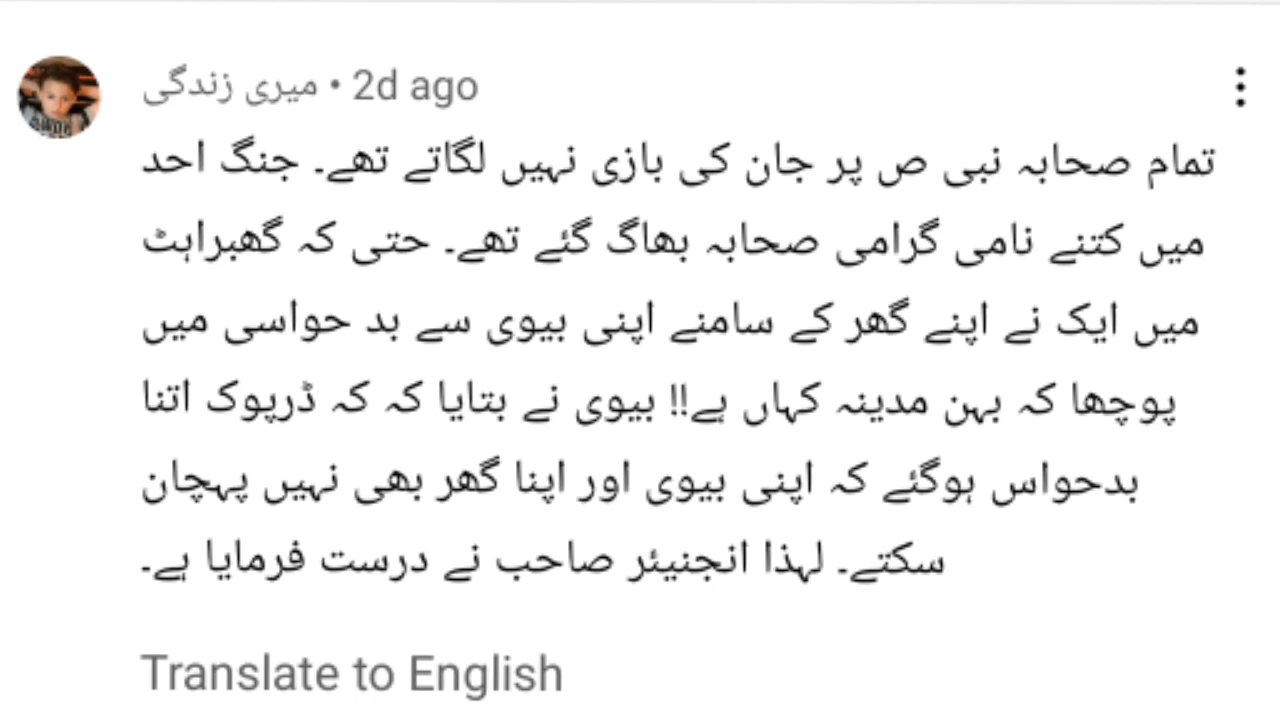 میری زندگی • 2d ago
تمام صحابہ نبی ص پر جان کی بازی نہیں لگاتے تھے۔ جنگ احد
میں کتنے نامی گرامی صحابہ بھاگ گئے تھے۔ حتی کہ گھبراہٹ
میں ایک نے اپنے گھر کے سامنے اپنی بیوی سے بد حواسی میں
پوچھا کہ بہن مدینہ کہاں ہے!! بیوی نے بتایا کہ کہ ڈرپوک اتنا
بدحواس ہوگئے کہ اپنی بیوی اور اپنا گھر بھی نہیں پہچان
سکتے۔ لہذا انجنیئر صاحب نے درست فرمایا ہے۔
Translate to English